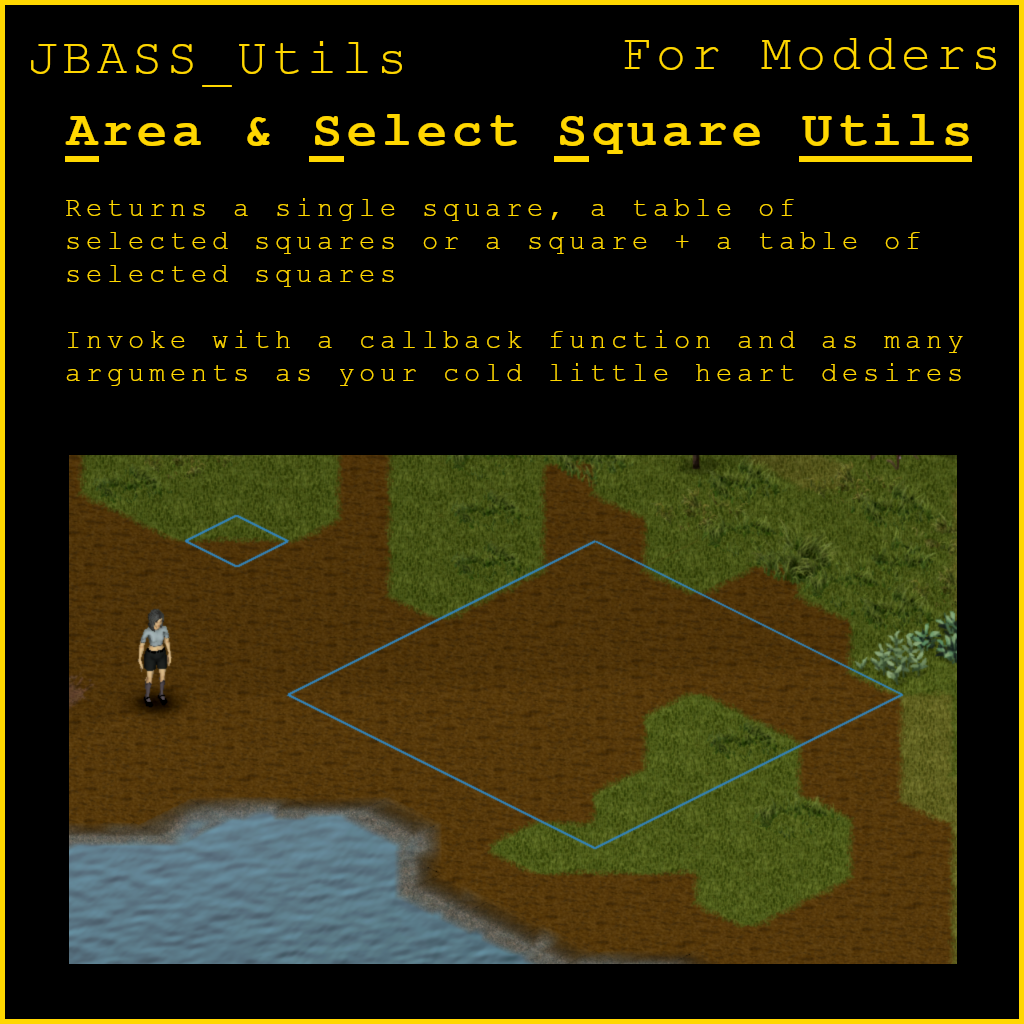 JBASS_Utils
For Modders
Area & Select Square Utils
Returns a single square, a table of
selected squares or a square + a table of
selected squares
Invoke with a callback function and as many
arguments as your cold little heart desires